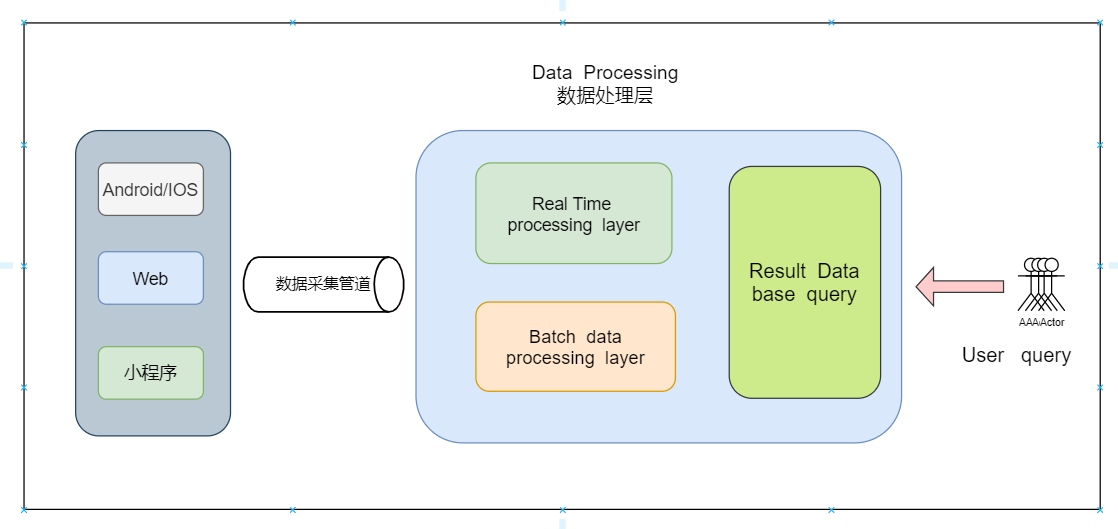 Data Processing
数据处理层
Android/IOS
Web
小程序
数据采集管道
Real Time
processing layer
Batch data
processing layer
Result Data
base query
User query